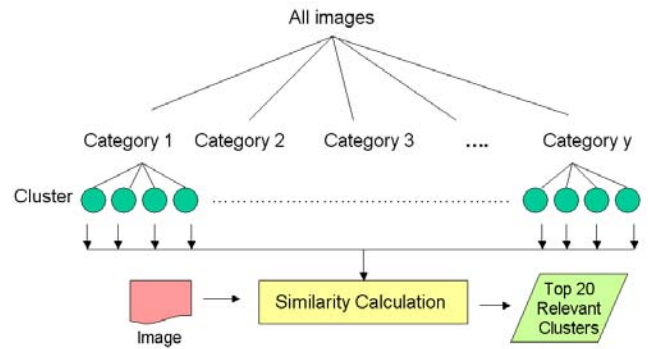 All images
Category 1 Category 2 Category 3 .... Category y
Cluster
Similarity Calculation
Top 20
Relevant
Clusters
Image